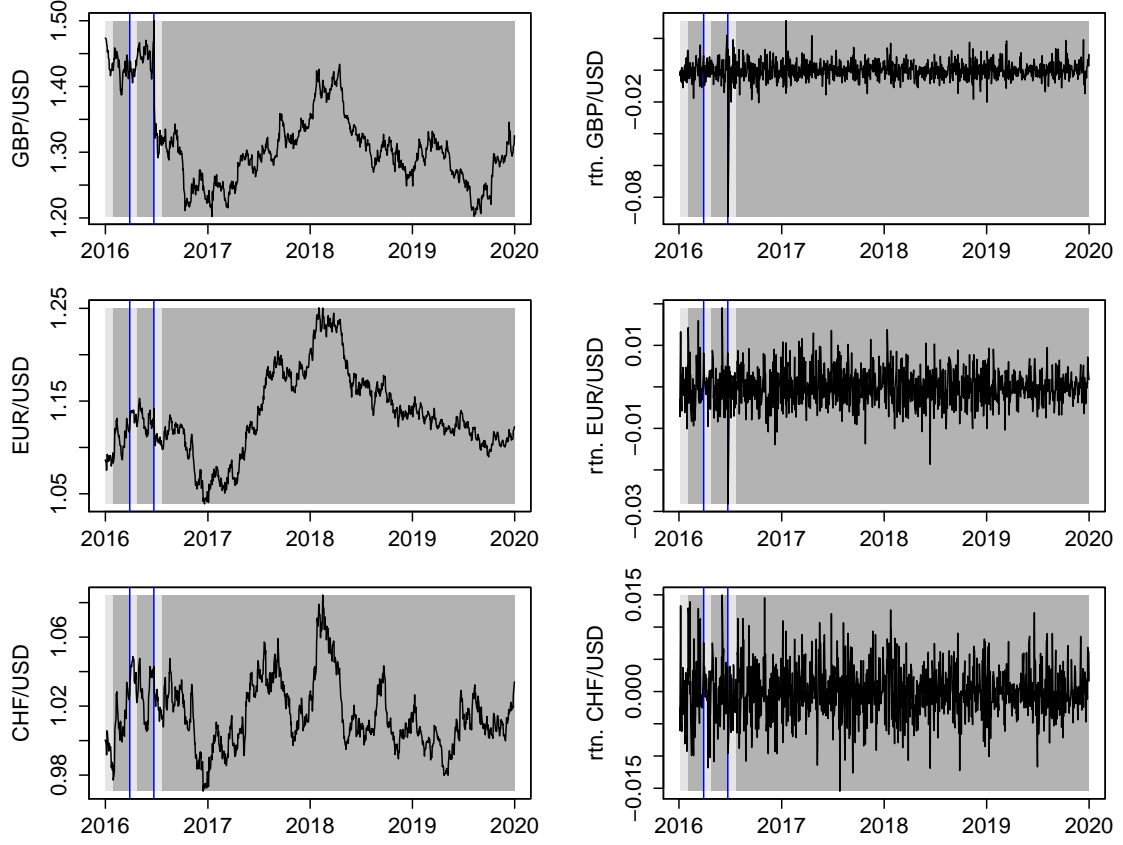 GBP/USD
1.20 1.30 1.40 1.50
2016 2017 2018 2019 2020
rtn. GBP/USD
−0.08 −0.02
2016 2017 2018 2019 2020
EUR/USD
1.05 1.15 1.25
2016 2017 2018 2019 2020
rtn. EUR/USD
−0.03 −0.01 0.01
2016 2017 2018 2019 2020
CHF/USD
0.98 1.02 1.06
2016 2017 2018 2019 2020
rtn. CHF/USD
−0.015 0.000 0.015
2016 2017 2018 2019 2020